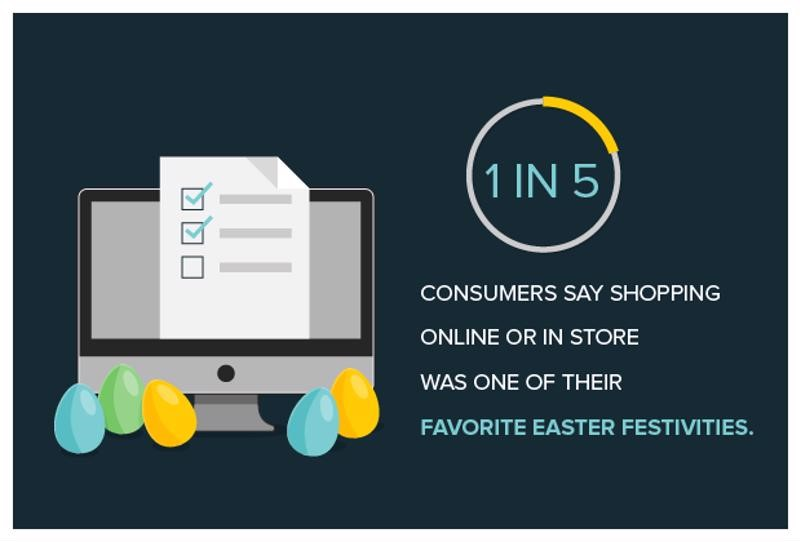 1 IN 5
CONSUMERS SAY SHOPPING
ONLINE OR IN STORE
WAS ONE OF THEIR
FAVORITE EASTER FESTIVITIES.